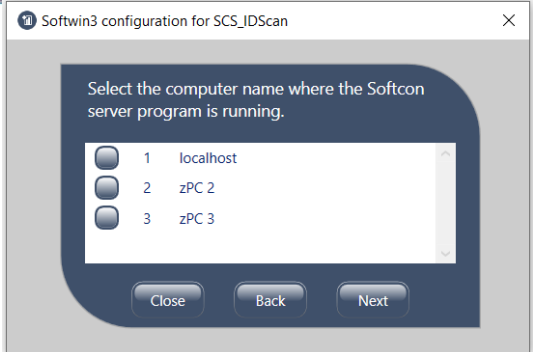 Softwin3 configuration for SCS_IDScan
Select the computer name where the Softcon
server program is running.
1 localhost
2 zPC 2
3 zPC 3
Close Back Next